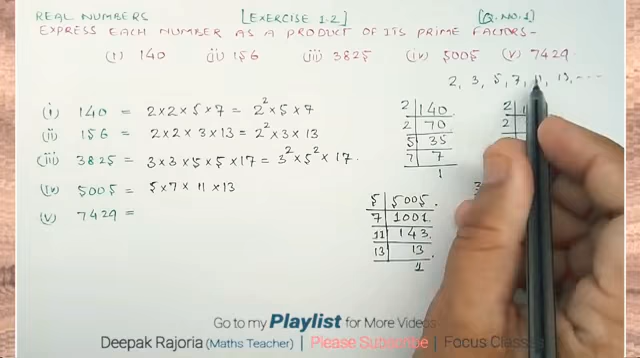 REAL NUMBERS [EXERCISE 1.2] [Q.NO.1]
EXPRESS EACH NUMBER AS A PRODUCT OF ITS PRIME FACTORS-
(i) 140 (ii) 156 (iii) 3825 (iv) 5005 (v) 7429
2, 3, 5, 7, 11, 13, ...
(i) 140 = 2×2×5×7 = 2²×5×7
(ii) 156 = 2×2×3×13 = 2²×3×13
(iii) 3825 = 3×3×5×5×17 = 3²×5²×17.
(iv) 5005 = 5×7×11×13
(v) 7429 =
2 140
2 70
5 35
7 7
1
2 1
2
3
5 5005
7 1001
11 143
13 13
1
Go to my Playlist for More Videos
Deepak Rajoria (Maths Teacher) | Please Subscribe | Focus Classes